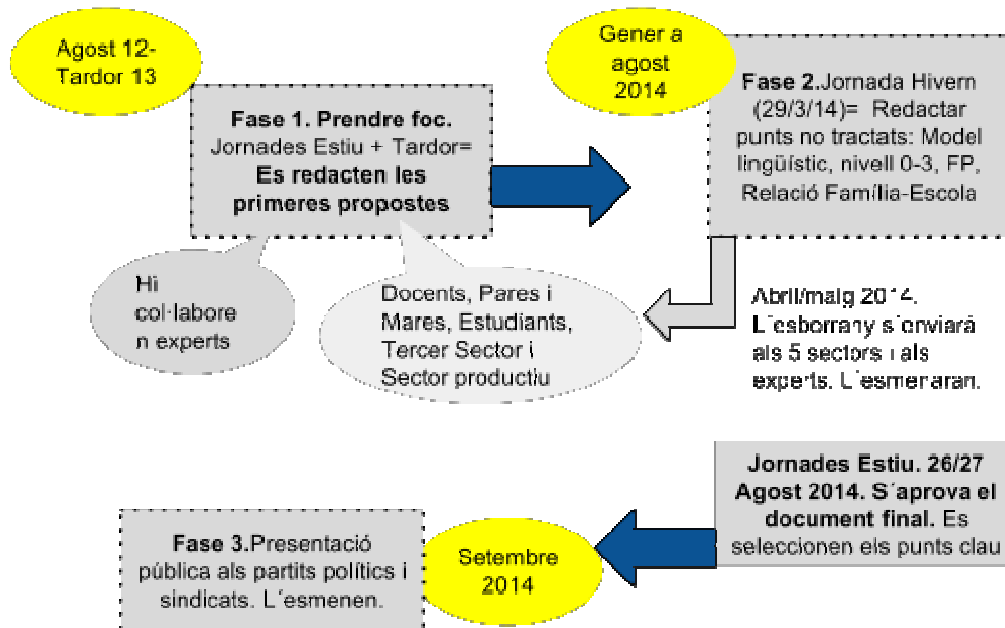 Agost 12-
Tardor 13
Fase 1. Prendre foc.
Jornades Estiu + Tardor=
Es redacten les
primeres propostes
Hi
col·labore
n experts
Docents, Pares i
Mares, Estudiants,
Tercer Sector i
Sector productiu
Gener a
agost
2014
Fase 2.Jornada Hivern
(29/3/14)= Redactar
punts no tractats: Model
lingüístic, nivell 0-3, FP,
Relació Família-Escola
Abril/maig 2014.
L´esborrany s´enviarà
als 5 sectors i als
experts. L´esmenaran.
Jornades Estiu. 26/27
Agost 2014. S´aprova el
document final. Es
seleccionen els punts clau
Setembre
2014
Fase 3.Presentació
pública als partits polítics i
sindicats. L´esmenen.